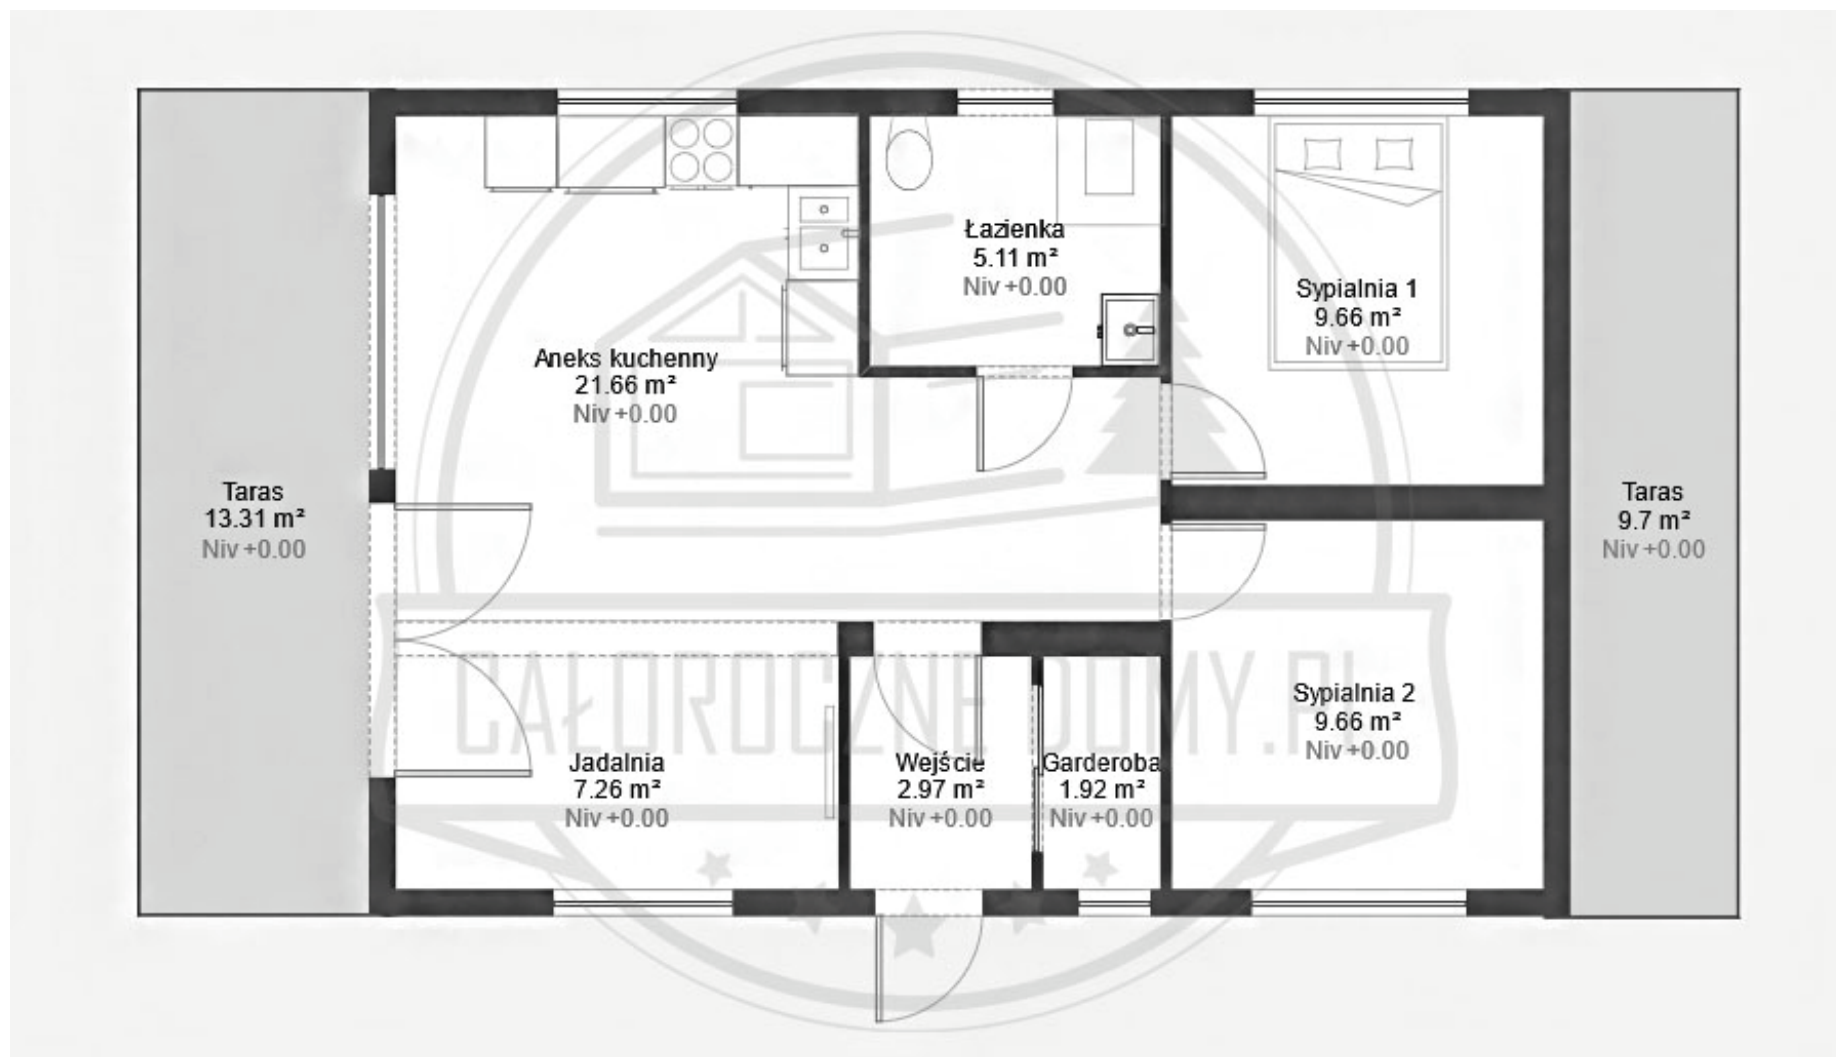 Łazienka
5.11 m²
Niv +0.00
Sypialnia 1
9.66 m²
Niv +0.00
Aneks kuchenny
21.66 m²
Niv +0.00
Taras
13.31 m²
Niv +0.00
Taras
9.7 m²
Niv +0.00
CAŁOROCZNE DOMY.PL
Sypialnia 2
9.66 m²
Niv +0.00
Jadalnia
7.26 m²
Niv +0.00
Wejście
2.97 m²
Niv +0.00
Garderoba
1.92 m²
Niv +0.00